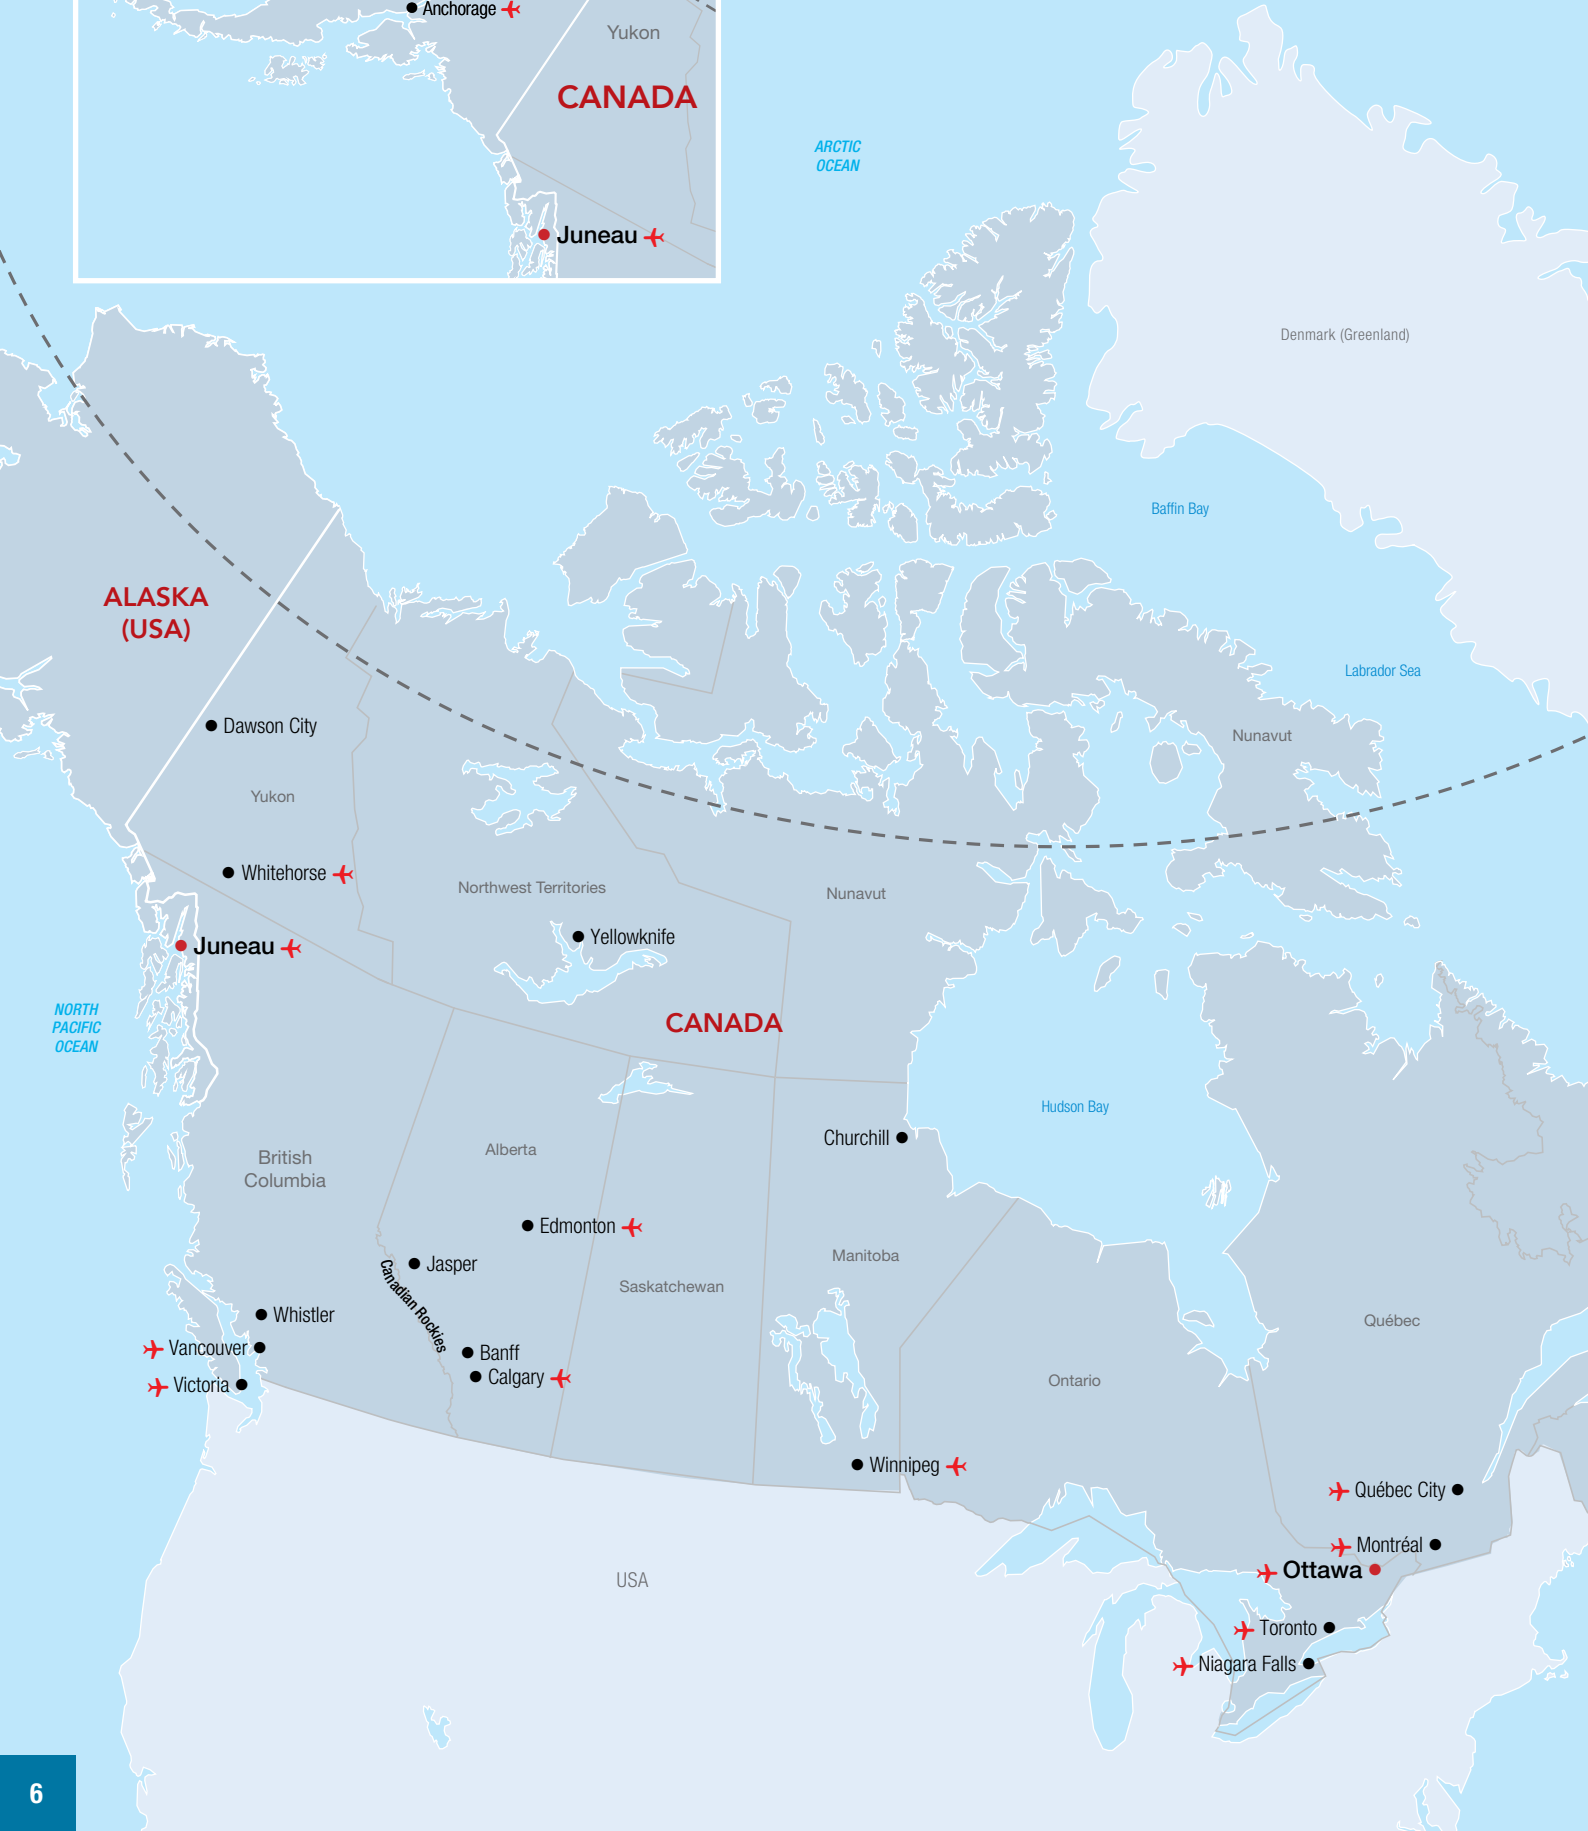 Anchorage
Yukon
CANADA
Juneau
ARCTIC
OCEAN
Denmark (Greenland)
Baffin Bay
ALASKA
(USA)
Labrador Sea
Dawson City
Nunavut
Yukon
Whitehorse
Northwest Territories
Nunavut
Yellowknife
Juneau
NORTH
PACIFIC
OCEAN
CANADA
Hudson Bay
Churchill
Alberta
British
Columbia
Edmonton
Manitoba
Jasper
Canadian Rockies
Saskatchewan
Whistler
Québec
Vancouver
Banff
Calgary
Ontario
Victoria
Winnipeg
Québec City
Montréal
Ottawa
USA
Toronto
Niagara Falls
6